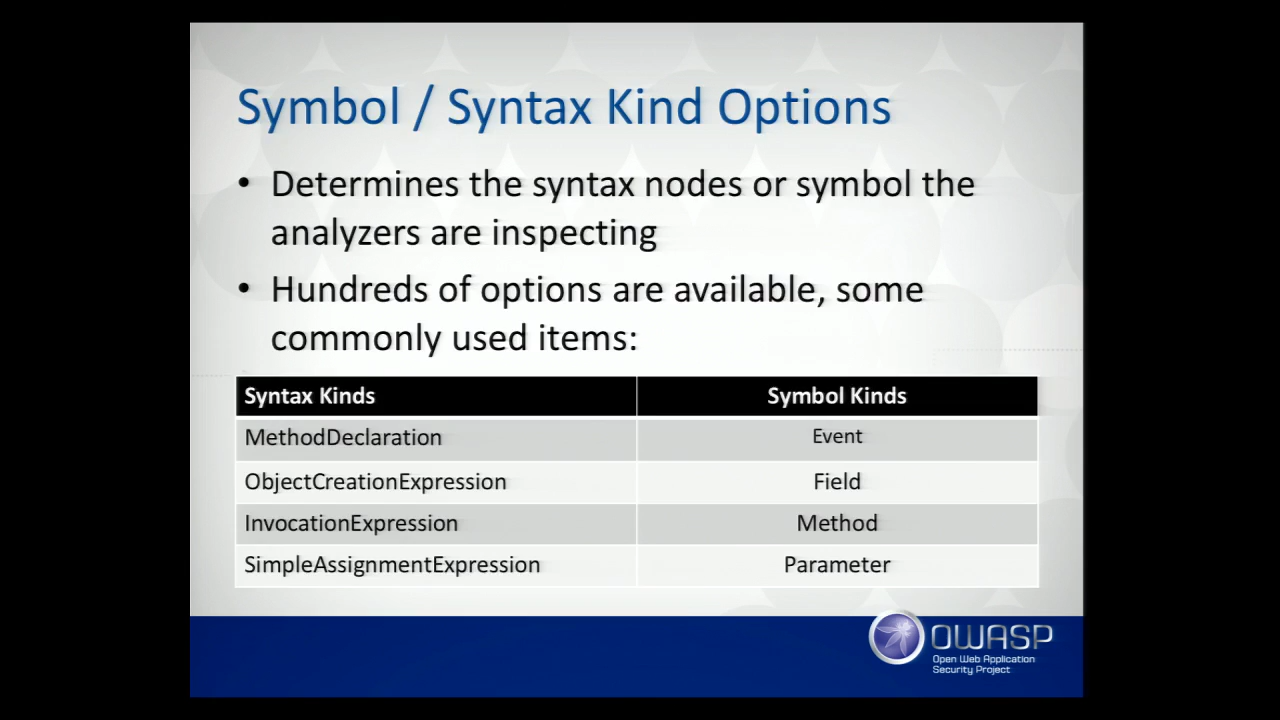 Symbol / Syntax Kind Options
• Determines the syntax nodes or symbol the
analyzers are inspecting
• Hundreds of options are available, some
commonly used items:
Syntax Kinds Symbol Kinds
MethodDeclaration Event
ObjectCreationExpression Field
InvocationExpression Method
SimpleAssignmentExpression Parameter
OWASP
Open Web Application
Security Project